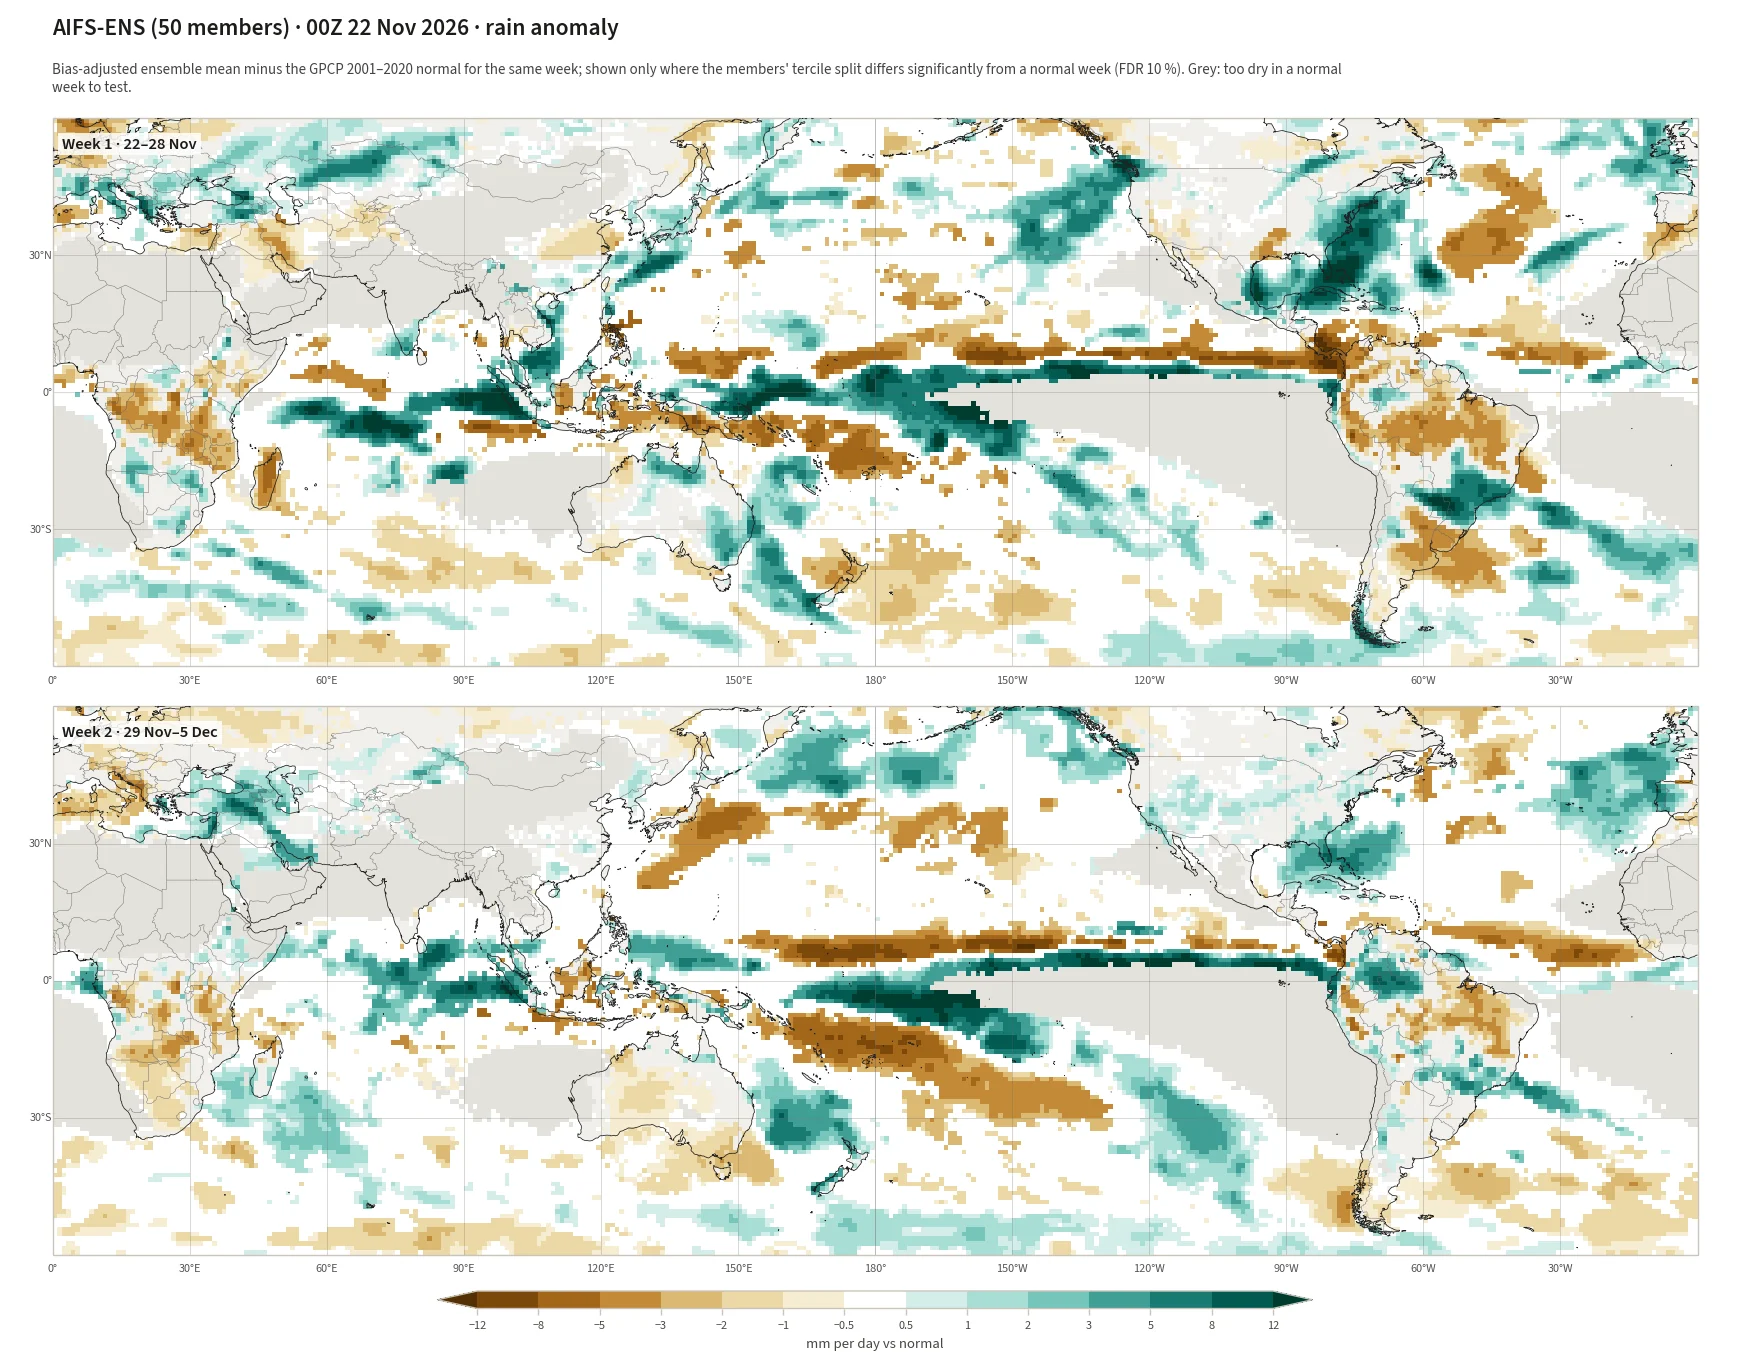 AIFS-ENS (50 members) · 00Z 22 Nov 2026 · rain anomaly
Bias-adjusted ensemble mean minus the GPCP 2001–2020 normal for the same week; shown only where the members' tercile split differs significantly from a normal week (FDR 10 %). Grey: too dry in a normal
week to test.
Week 1 · 22–28 Nov
30°N
0°
30°S
0° 30°E 60°E 90°E 120°E 150°E 180° 150°W 120°W 90°W 60°W 30°W
Week 2 · 29 Nov–5 Dec
30°N
0°
30°S
0° 30°E 60°E 90°E 120°E 150°E 180° 150°W 120°W 90°W 60°W 30°W
−12 −8 −5 −3 −2 −1 −0.5 0.5 1 2 3 5 8 12
mm per day vs normal